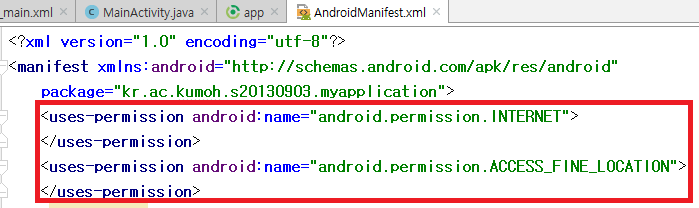 _main.xml MainActivity.java app AndroidManifest.xml
<?xml version="1.0" encoding="utf-8"?>
<manifest xmlns:android="http://schemas.android.com/apk/res/android"
package="kr.ac.kumoh.s20130903.myapplication">
<uses-permission android:name="android.permission.INTERNET">
</uses-permission>
<uses-permission android:name="android.permission.ACCESS_FINE_LOCATION">
</uses-permission>